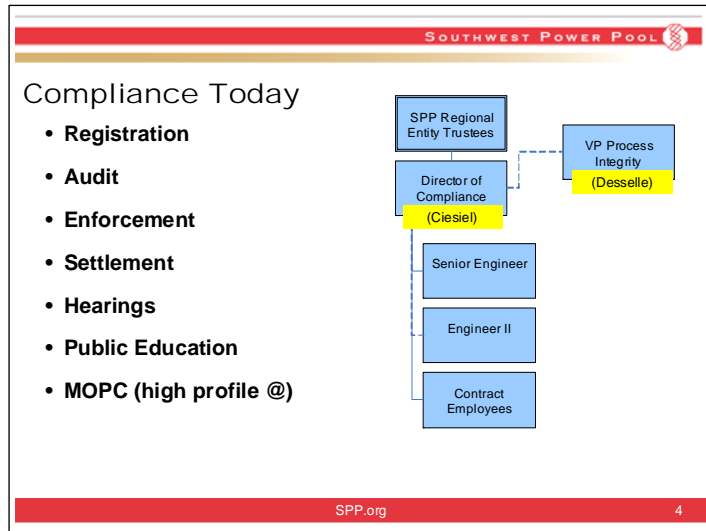 SOUTHWEST POWER POOL
Compliance Today
• Registration
• Audit
• Enforcement
• Settlement
• Hearings
• Public Education
• MOPC (high profile @)
SPP Regional
Entity Trustees
VP Process
Integrity
(Desselle)
Director of
Compliance
(Ciesiel)
Senior Engineer
Engineer II
Contract
Employees
SPP.org
4